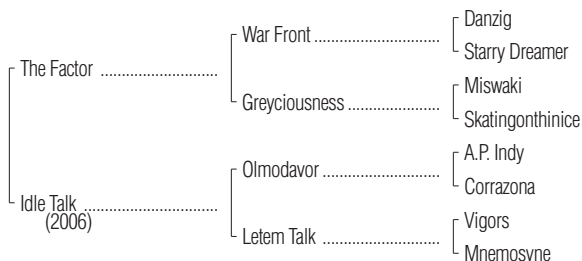 Danzig
War Front
Starry Dreamer
The Factor
Miswaki
Greyciousness
Skatingonthinice
A.P. Indy
Olmodavor
Corrazona
Idle Talk
(2006)
Vigors
Letem Talk
Mnemosyne